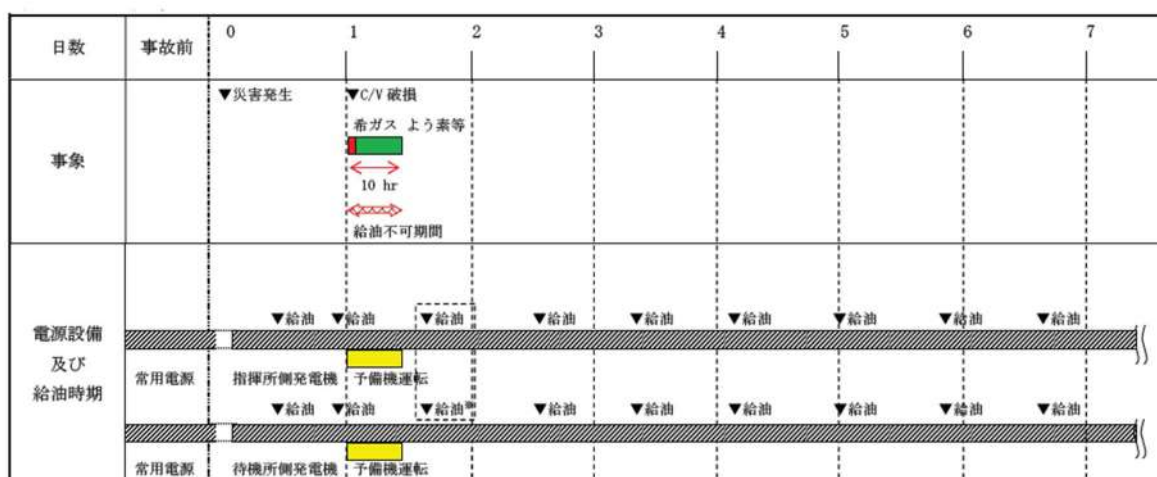 日数 事故前 0 1 2 3 4 5 6 7
▼災害発生 ▼C/V 破損
希ガス よう素等
事象
10 hr
給油不可期間
▼給油 ▼給油 ▼給油 ▼給油 ▼給油 ▼給油 ▼給油 ▼給油 ▼給油
電源設備
及び
給油時期
常用電源 指揮所側発電機 予備機運転
▼給油 ▼給油 ▼給油※ ▼給油 ▼給油 ▼給油 ▼給油 ▼給油 ▼給油
常用電源 待機所側発電機 予備機運転